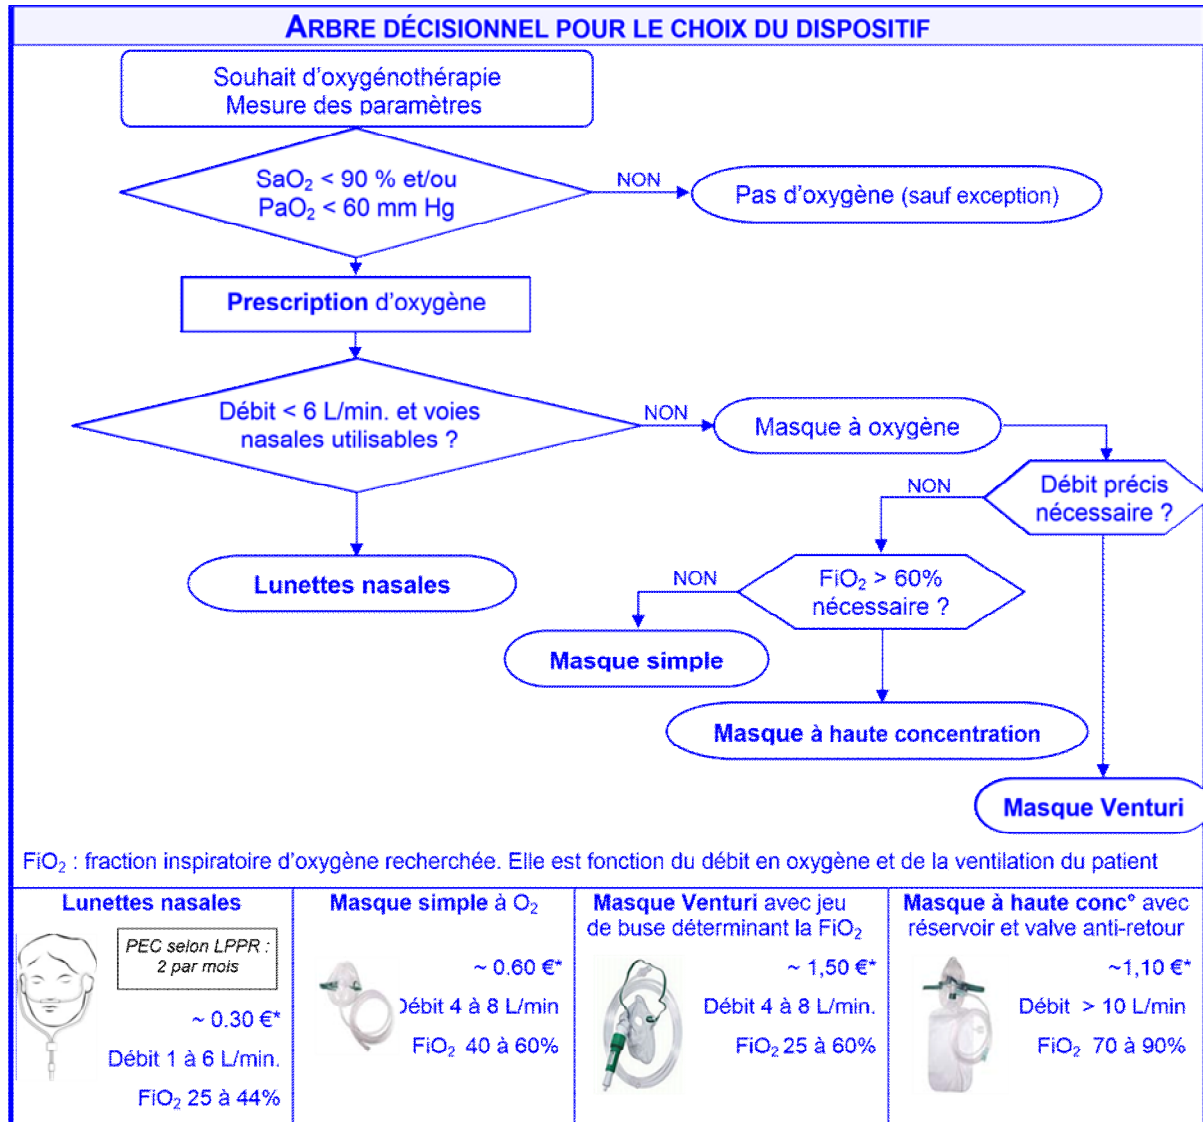 ARBRE DÉCISIONNEL POUR LE CHOIX DU DISPOSITIF
Souhait d'oxygénothérapie
Mesure des paramètres
SaO₂ < 90 % et/ou
PaO₂ < 60 mm Hg
NON
Pas d'oxygène (sauf exception)
Prescription d'oxygène
Débit < 6 L/min. et voies
nasales utilisables ?
NON
Masque à oxygène
Débit précis
nécessaire ?
NON
FiO₂ > 60%
nécessaire ?
NON
Lunettes nasales
Masque simple
Masque à haute concentration
Masque Venturi
FiO₂ : fraction inspiratoire d'oxygène recherchée. Elle est fonction du débit en oxygène et de la ventilation du patient
Lunettes nasales
PEC selon LPPR :
2 par mois
~ 0.30 €*
Débit 1 à 6 L/min.
FiO₂ 25 à 44%
Masque simple à O₂
~ 0.60 €*
Débit 4 à 8 L/min
FiO₂ 40 à 60%
Masque Venturi avec jeu
de buse déterminant la FiO₂
~ 1,50 €*
Débit 4 à 8 L/min.
FiO₂ 25 à 60%
Masque à haute conc° avec
réservoir et valve anti-retour
~1,10 €*
Débit > 10 L/min
FiO₂ 70 à 90%